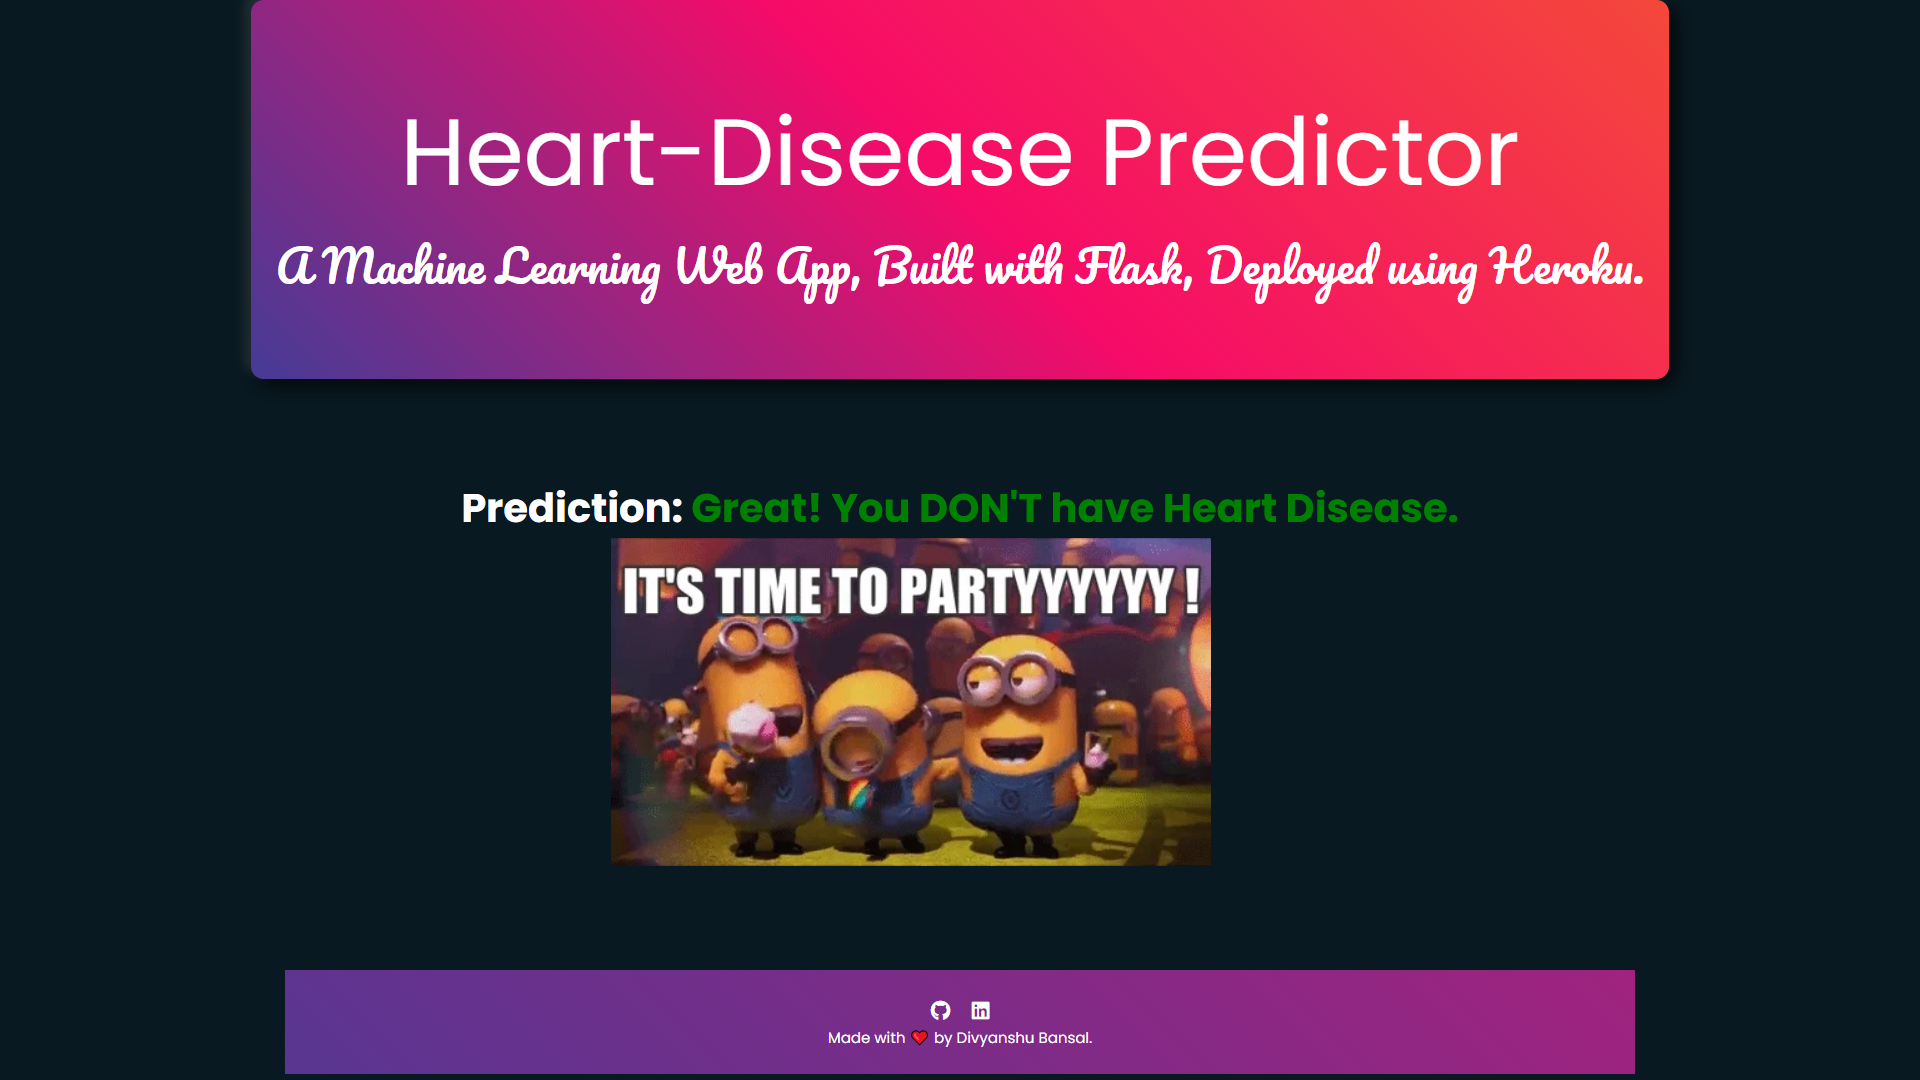 Heart-Disease Predictor
A Machine Learning Web App, Built with Flask, Deployed using Heroku.
Prediction: Great! You DON'T have Heart Disease.
IT'S TIME TO PARTYYYYYY !
Made with ❤ by Divyanshu Bansal.